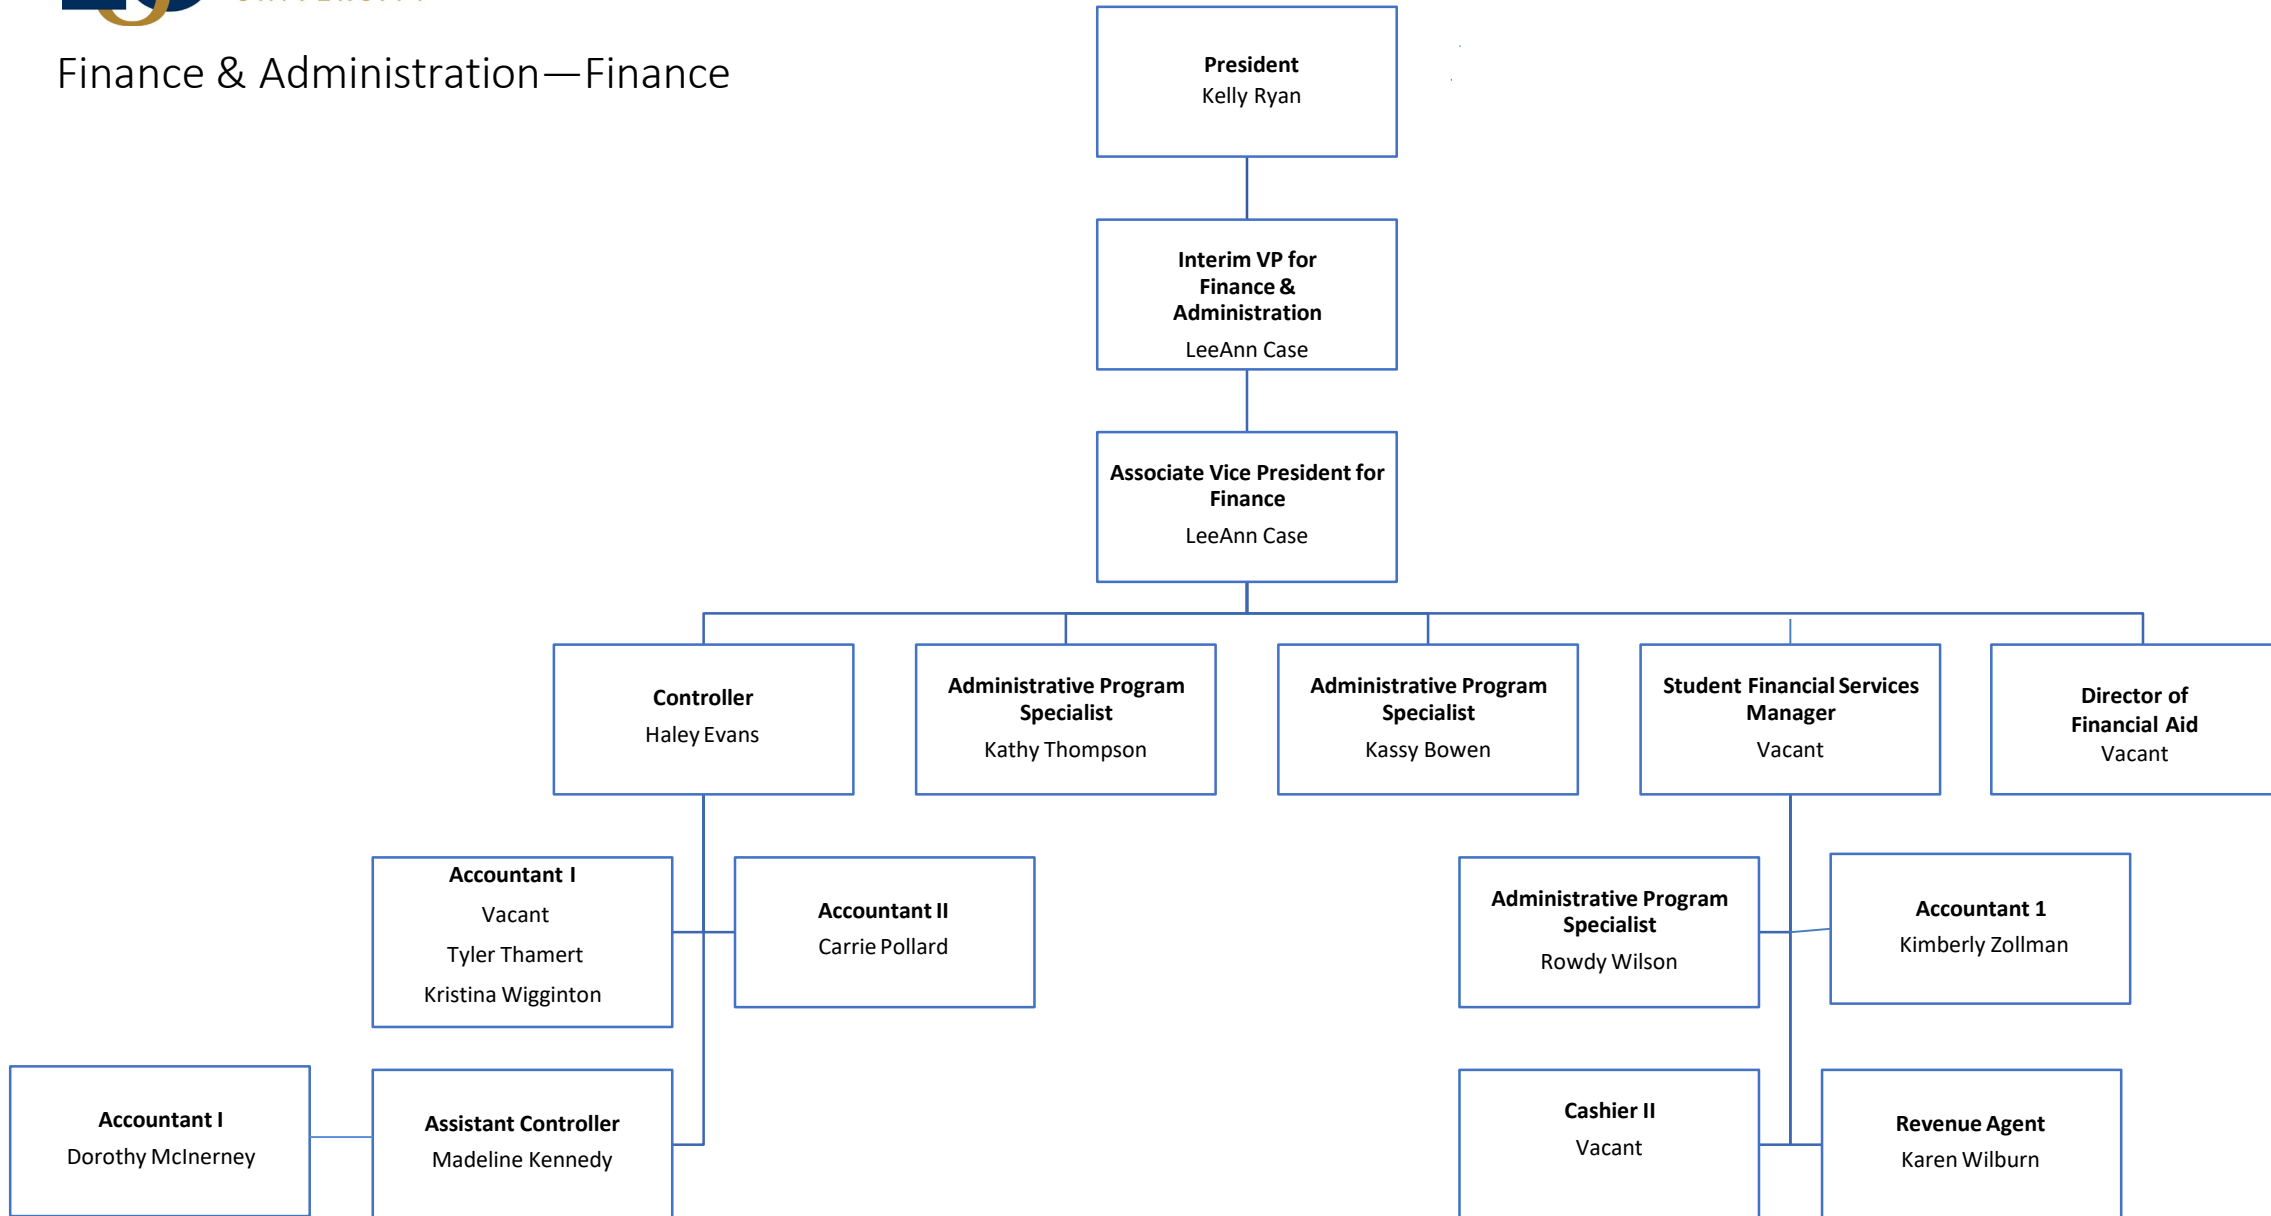 Finance & Administration—Finance
President
Kelly Ryan
Interim VP for
Finance &
Administration
LeeAnn Case
Associate Vice President for
Finance
LeeAnn Case
Controller
Haley Evans
Administrative Program
Specialist
Kathy Thompson
Administrative Program
Specialist
Kassy Bowen
Student Financial Services
Manager
Vacant
Director of
Financial Aid
Vacant
Accountant I
Vacant
Tyler Thamert
Kristina Wigginton
Accountant II
Carrie Pollard
Administrative Program
Specialist
Rowdy Wilson
Accountant 1
Kimberly Zollman
Accountant I
Dorothy McInerney
Assistant Controller
Madeline Kennedy
Cashier II
Vacant
Revenue Agent
Karen Wilburn